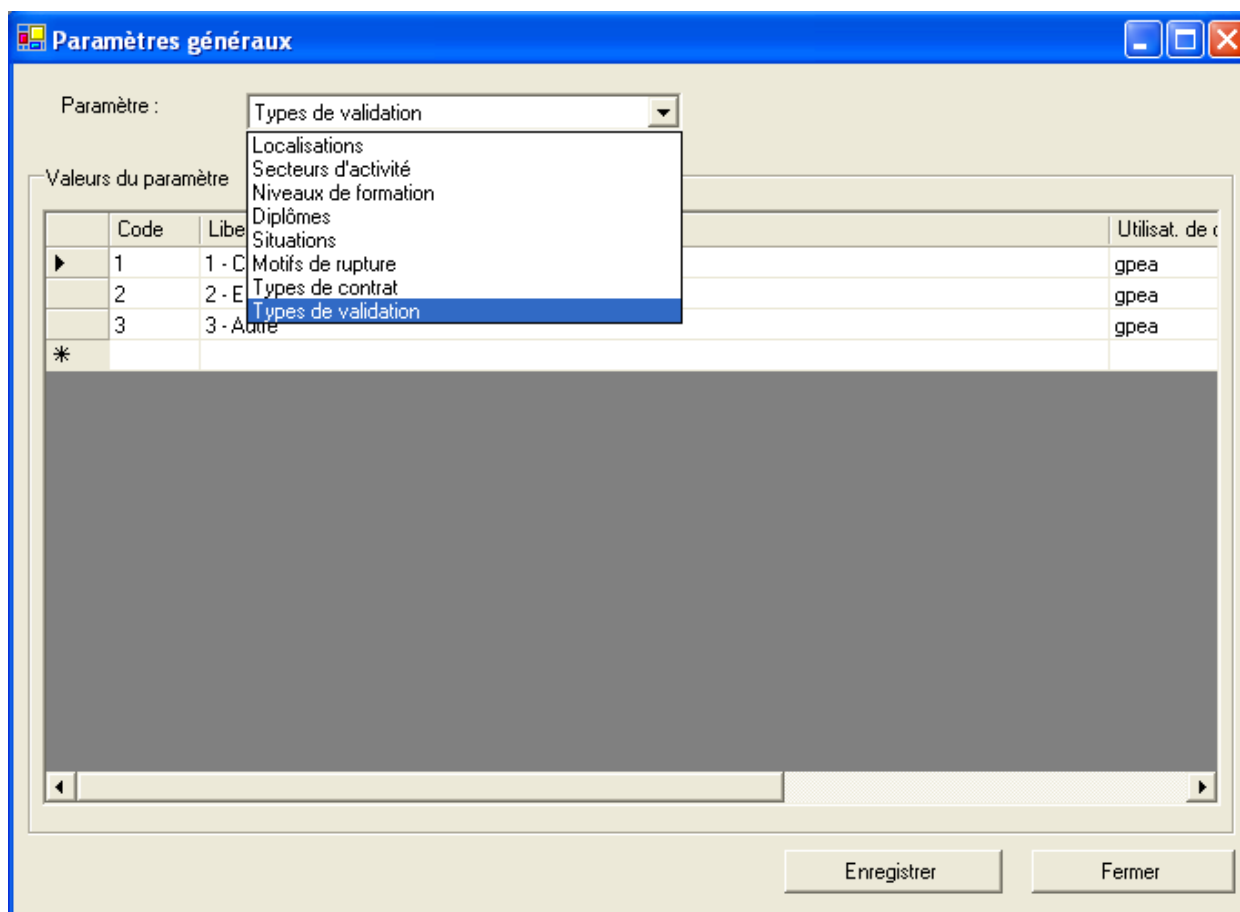 Paramètres généraux
Paramètre :
Types de validation
Localisations
Secteurs d'activité
Niveaux de formation
Diplômes
Situations
Motifs de rupture
Types de contrat
Types de validation
Valeurs du paramètre
Code Utilisat. de
1 1 - gpea
2 2 - gpea
3 3 - Autre gpea
Enregistrer Fermer